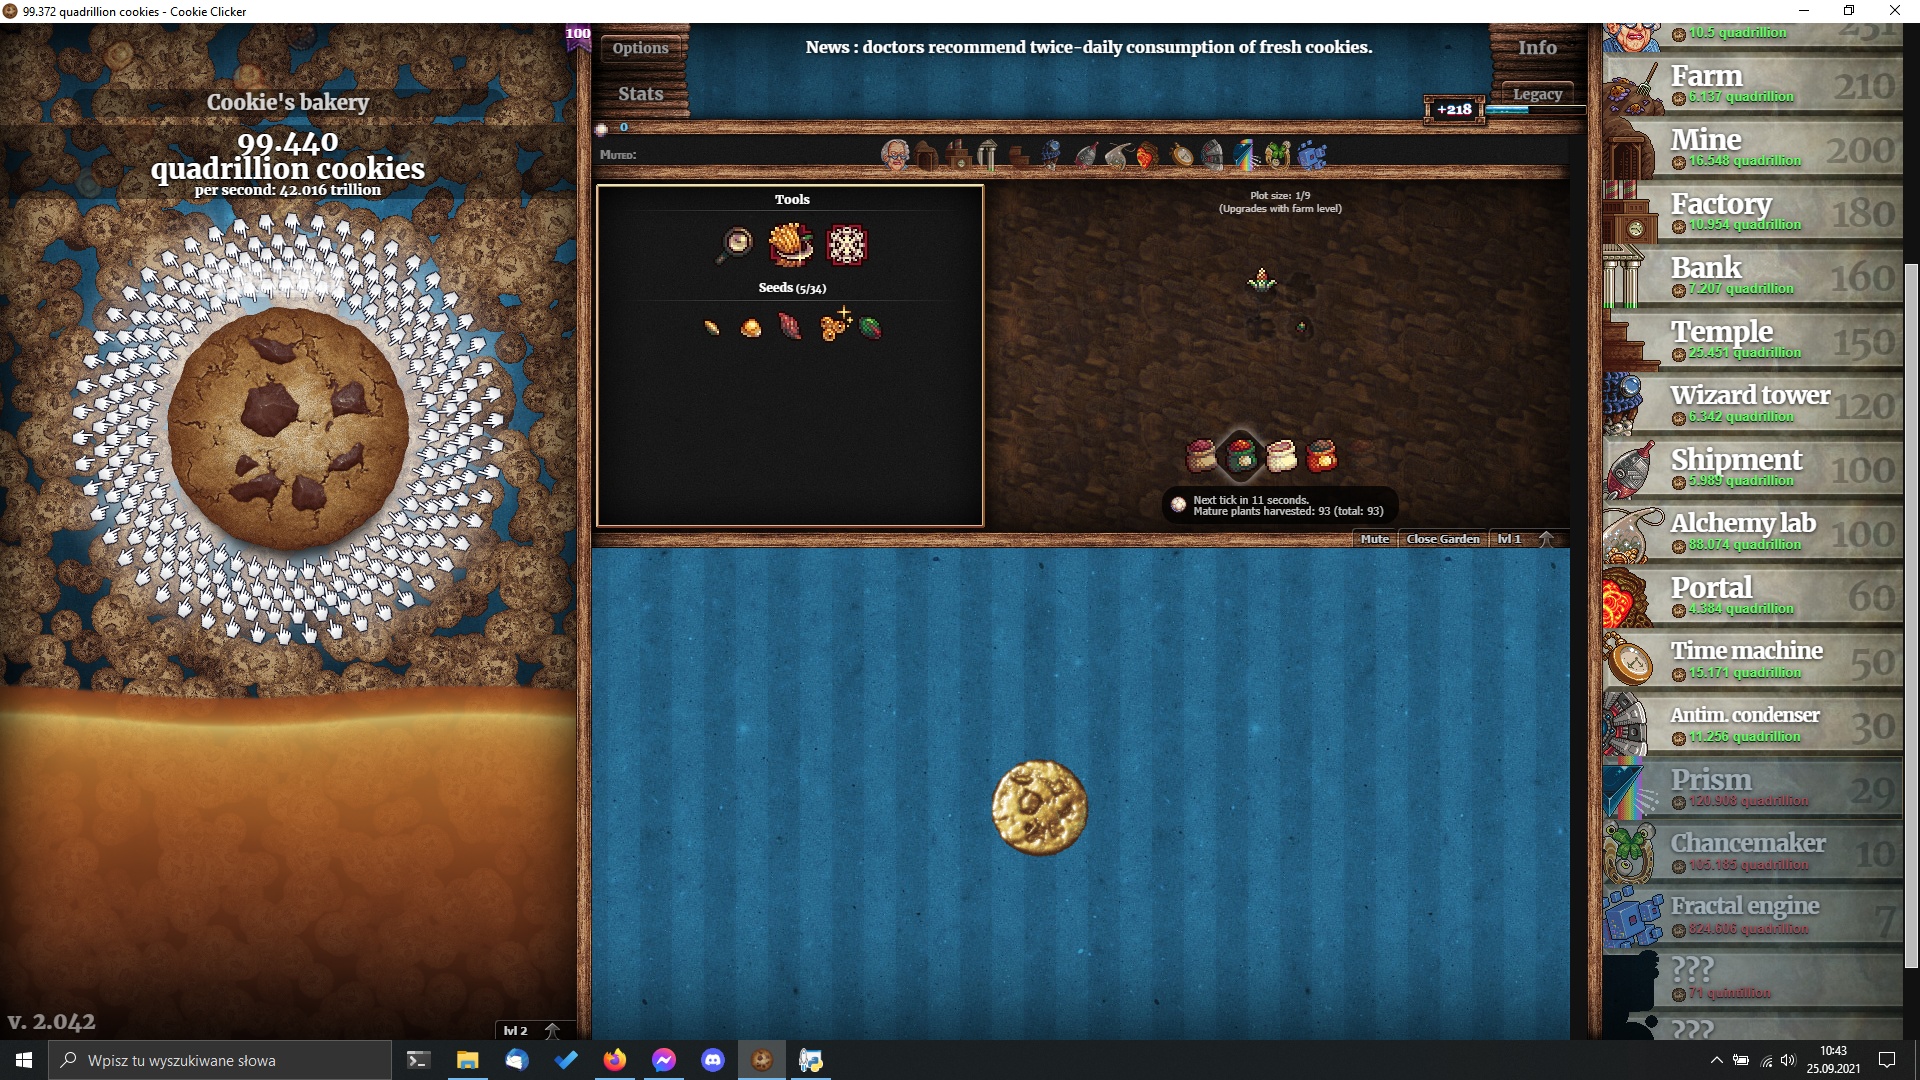 99.372 quadrillion cookies - Cookie Clicker
100
Options
Stats
News : doctors recommend twice-daily consumption of fresh cookies.
Info
Legacy
+218
0
Muted:
Cookie's bakery
99.440
quadrillion cookies
per second: 42.016 trillion
Tools
Seeds (5/34)
Plot size: 1/9
(Upgrades with farm level)
Next tick in 11 seconds.
Mature plants harvested: 93 (total: 93)
Mute
Close Garden
lvl 1
10.5 quadrillion
231
Farm
6.137 quadrillion
210
Mine
16.548 quadrillion
200
Factory
10.954 quadrillion
180
Bank
7.207 quadrillion
160
Temple
25.451 quadrillion
150
Wizard tower
6.342 quadrillion
120
Shipment
5.989 quadrillion
100
Alchemy lab
88.074 quadrillion
100
Portal
4.384 quadrillion
60
Time machine
15.171 quadrillion
50
Antim. condenser
11.256 quadrillion
30
Prism
120.908 quadrillion
29
Chancemaker
105.185 quadrillion
10
Fractal engine
824.606 quadrillion
7
???
71 quintillion
???
v. 2.042
lvl 2
Wpisz tu wyszukiwane słowa
10:43
25.09.2021